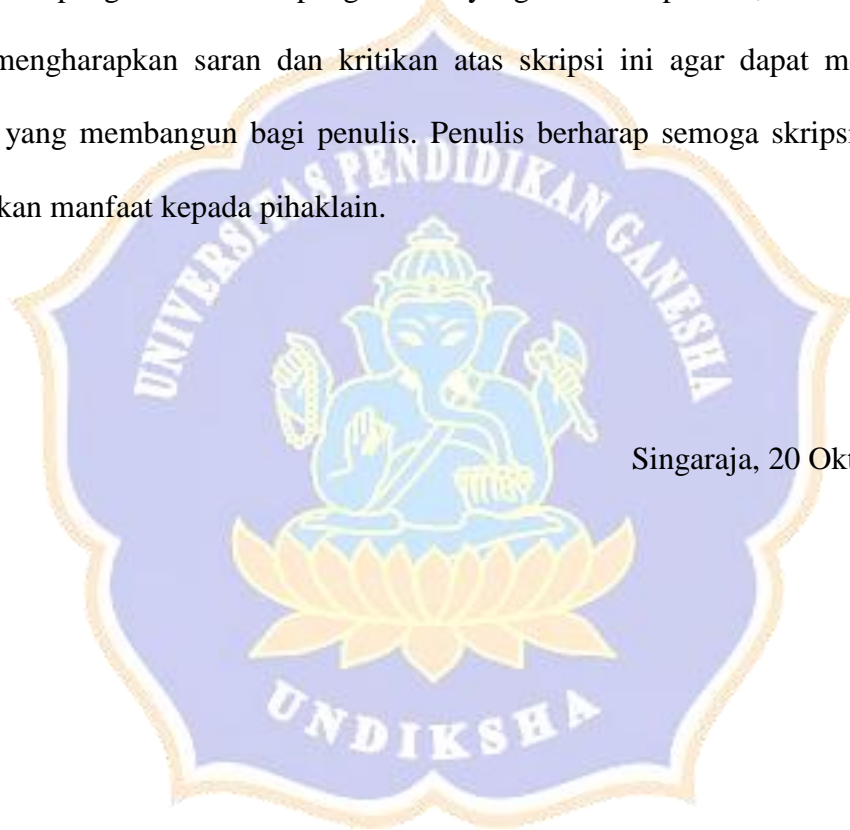 mengharapkan saran dan kritikan atas skripsi ini agar dapat
yang membangun bagi penulis. Penulis berharap semoga skripsi
kan manfaat kepada pihaklain.
UNIVERSITAS PENDIDIKAN GANESHA
Singaraja, 20 Okt
UNDIKSHA